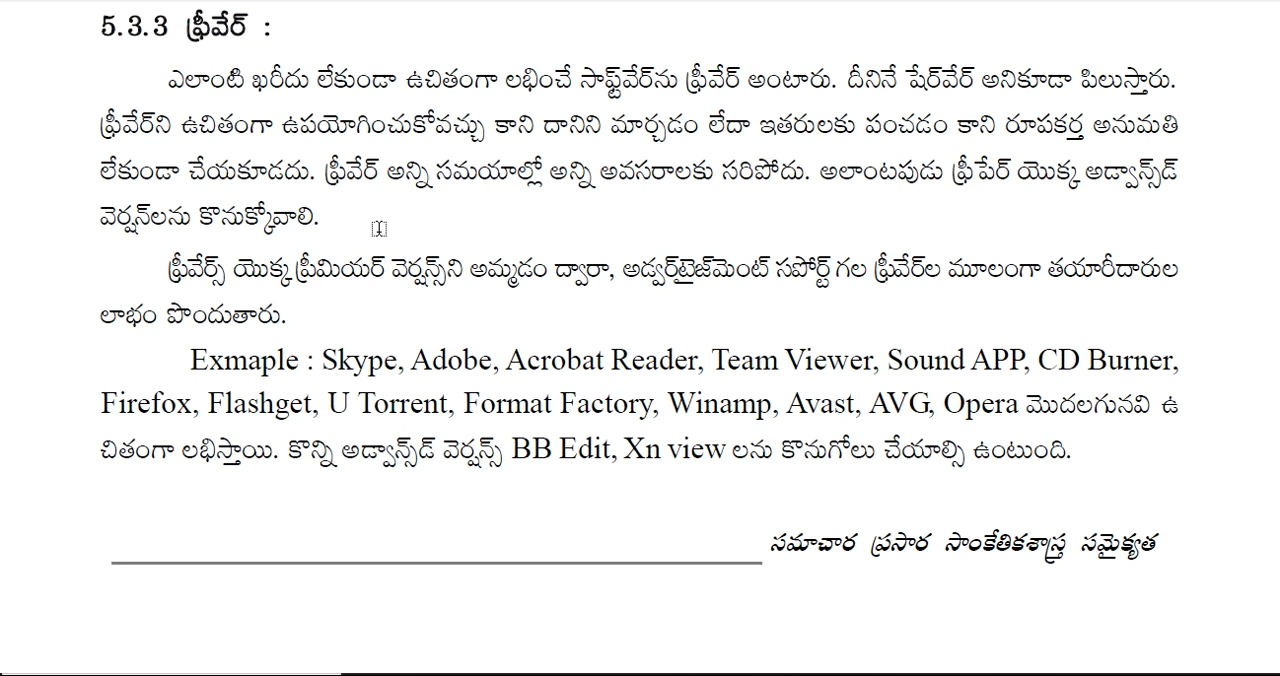 5.3.3 ఫ్రీవేర్ :
ఎలాంటి ఖరీదు లేకుండా ఉచితంగా లభించే సాఫ్ట్‌వేర్‌ను ఫ్రీవేర్ అంటారు. దీనినే షేర్‌వేర్ అనికూడా పిలుస్తారు.
ఫ్రీవేర్‌ని ఉచితంగా ఉపయోగించుకోవచ్చు కాని దానిని మార్చడం లేదా ఇతరులకు పంచడం కాని రూపకర్త అనుమతి
లేకుండా చేయకూడదు. ఫ్రీవేర్ అన్ని సమయాల్లో అన్ని అవసరాలకు సరిపోదు. అలాంటపుడు ఫ్రీపేర్ యొక్క అడ్వాన్స్‌డ్
వెర్షన్‌లను కొనుక్కోవాలి.
ఫ్రీవేర్స్ యొక్క ప్రీమియర్ వెర్షన్స్‌ని అమ్మడం ద్వారా, అడ్వర్‌టైజ్‌మెంట్ సపోర్ట్ గల ఫ్రీవేర్‌ల మూలంగా తయారీదారుల
లాభం పొందుతారు.
Exmaple : Skype, Adobe, Acrobat Reader, Team Viewer, Sound APP, CD Burner,
Firefox, Flashget, U Torrent, Format Factory, Winamp, Avast, AVG, Opera మొదలగునవి ఉ
చితంగా లభిస్తాయి. కొన్ని అడ్వాన్స్‌డ్ వెర్షన్స్ BB Edit, Xn view లను కొనుగోలు చేయాల్సి ఉంటుంది.
సమాచార ప్రసార సాంకేతికశాస్త్ర సమైక్యత